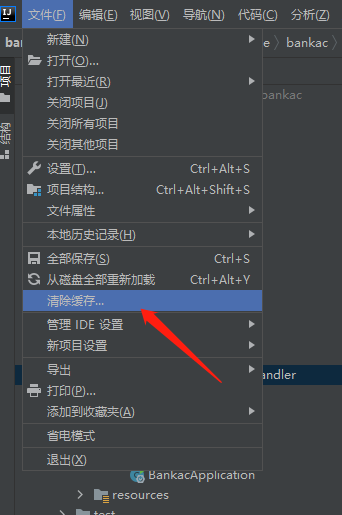 IJ 文件(F) 编辑(E) 视图(V) 导航(N) 代码(C) 分析(Z)
ban
e > bankac >
项目
结构
bankac
新建(N)
打开(O)...
打开最近(R)
关闭项目(J)
关闭所有项目
关闭其他项目
设置(T)... Ctrl+Alt+S
项目结构... Ctrl+Alt+Shift+S
文件属性
本地历史记录(H)
全部保存(S) Ctrl+S
从磁盘全部重新加载 Ctrl+Alt+Y
清除缓存...
管理 IDE 设置
新项目设置
导出
andler
打印(P)...
添加到收藏夹(A)
省电模式
退出(X)
BankacApplication
resources
test